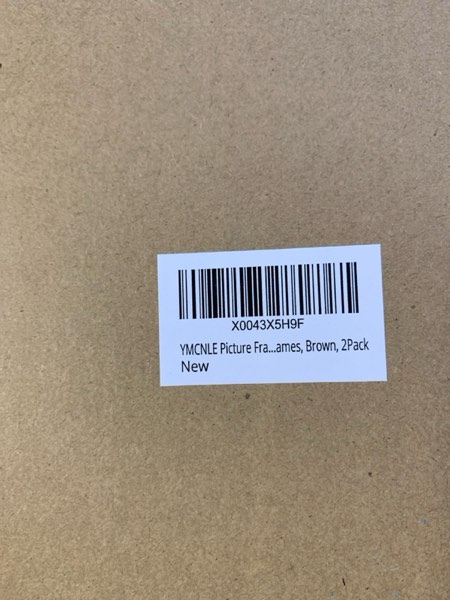 X0043X5H9F
YMCNLE Picture Fra...ames, Brown, 2Pack
New